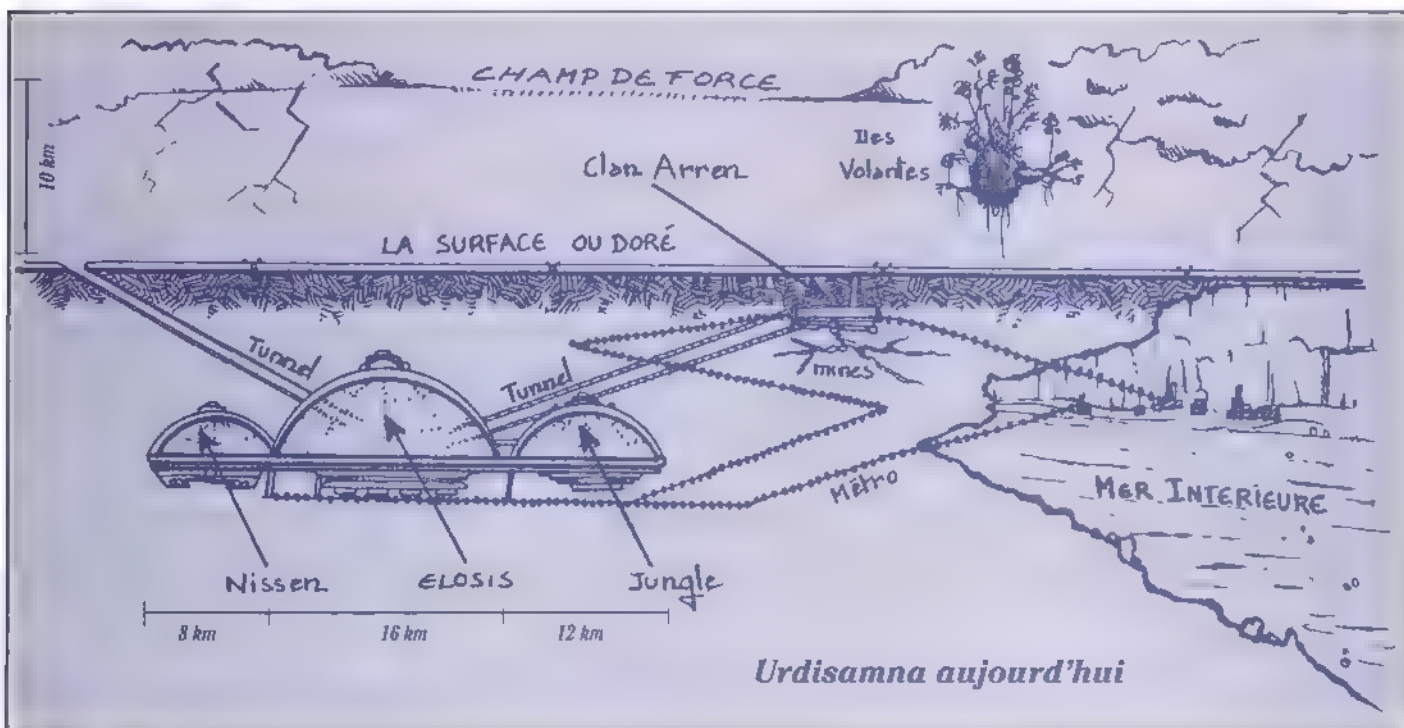 CHAMP DE FORCE
10 km
Iles
Volantes
Clan Arren
LA SURFACE OU DORÉ
Tunnel
Tunnel
mines
Métro
MER INTERIEURE
Nissen
ELOSIS
Jungle
8 km
16 km
12 km
Urdisamna aujourd'hui